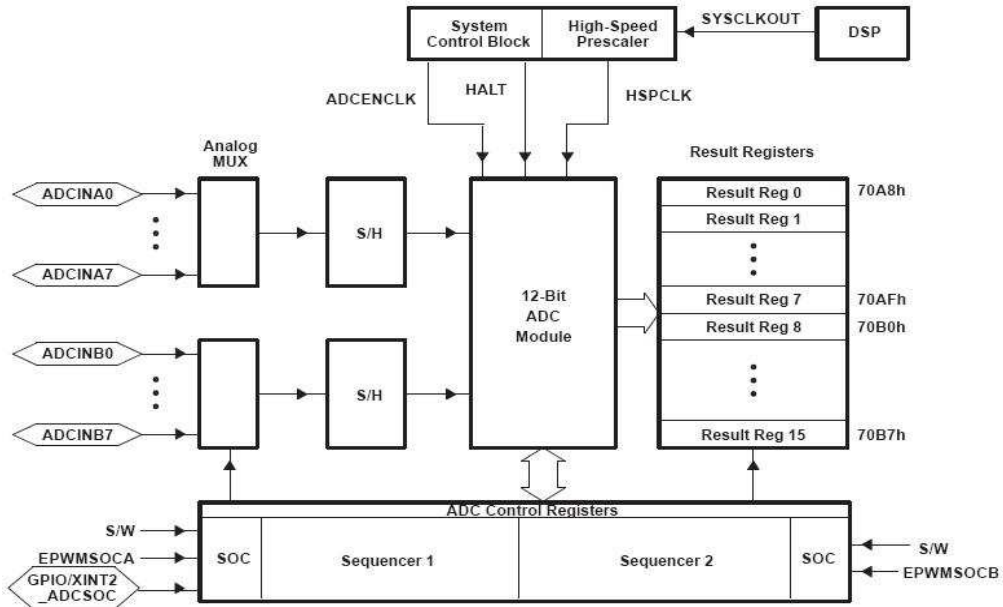 System
Control Block
High-Speed
Prescaler
SYSCLKOUT
DSP
ADCENCLK
HALT
HSPCLK
Analog
MUX
Result Registers
ADCINA0
ADCINA7
S/H
12-Bit
ADC
Module
Result Reg 0
70A8h
Result Reg 1
Result Reg 7
70AFh
Result Reg 8
70B0h
Result Reg 15
70B7h
ADCINB0
ADCINB7
S/H
ADC Control Registers
S/W
EPWMSOCA
GPIO/XINT2
_ADCSOC
SOC
Sequencer 1
Sequencer 2
SOC
S/W
EPWMSOCB